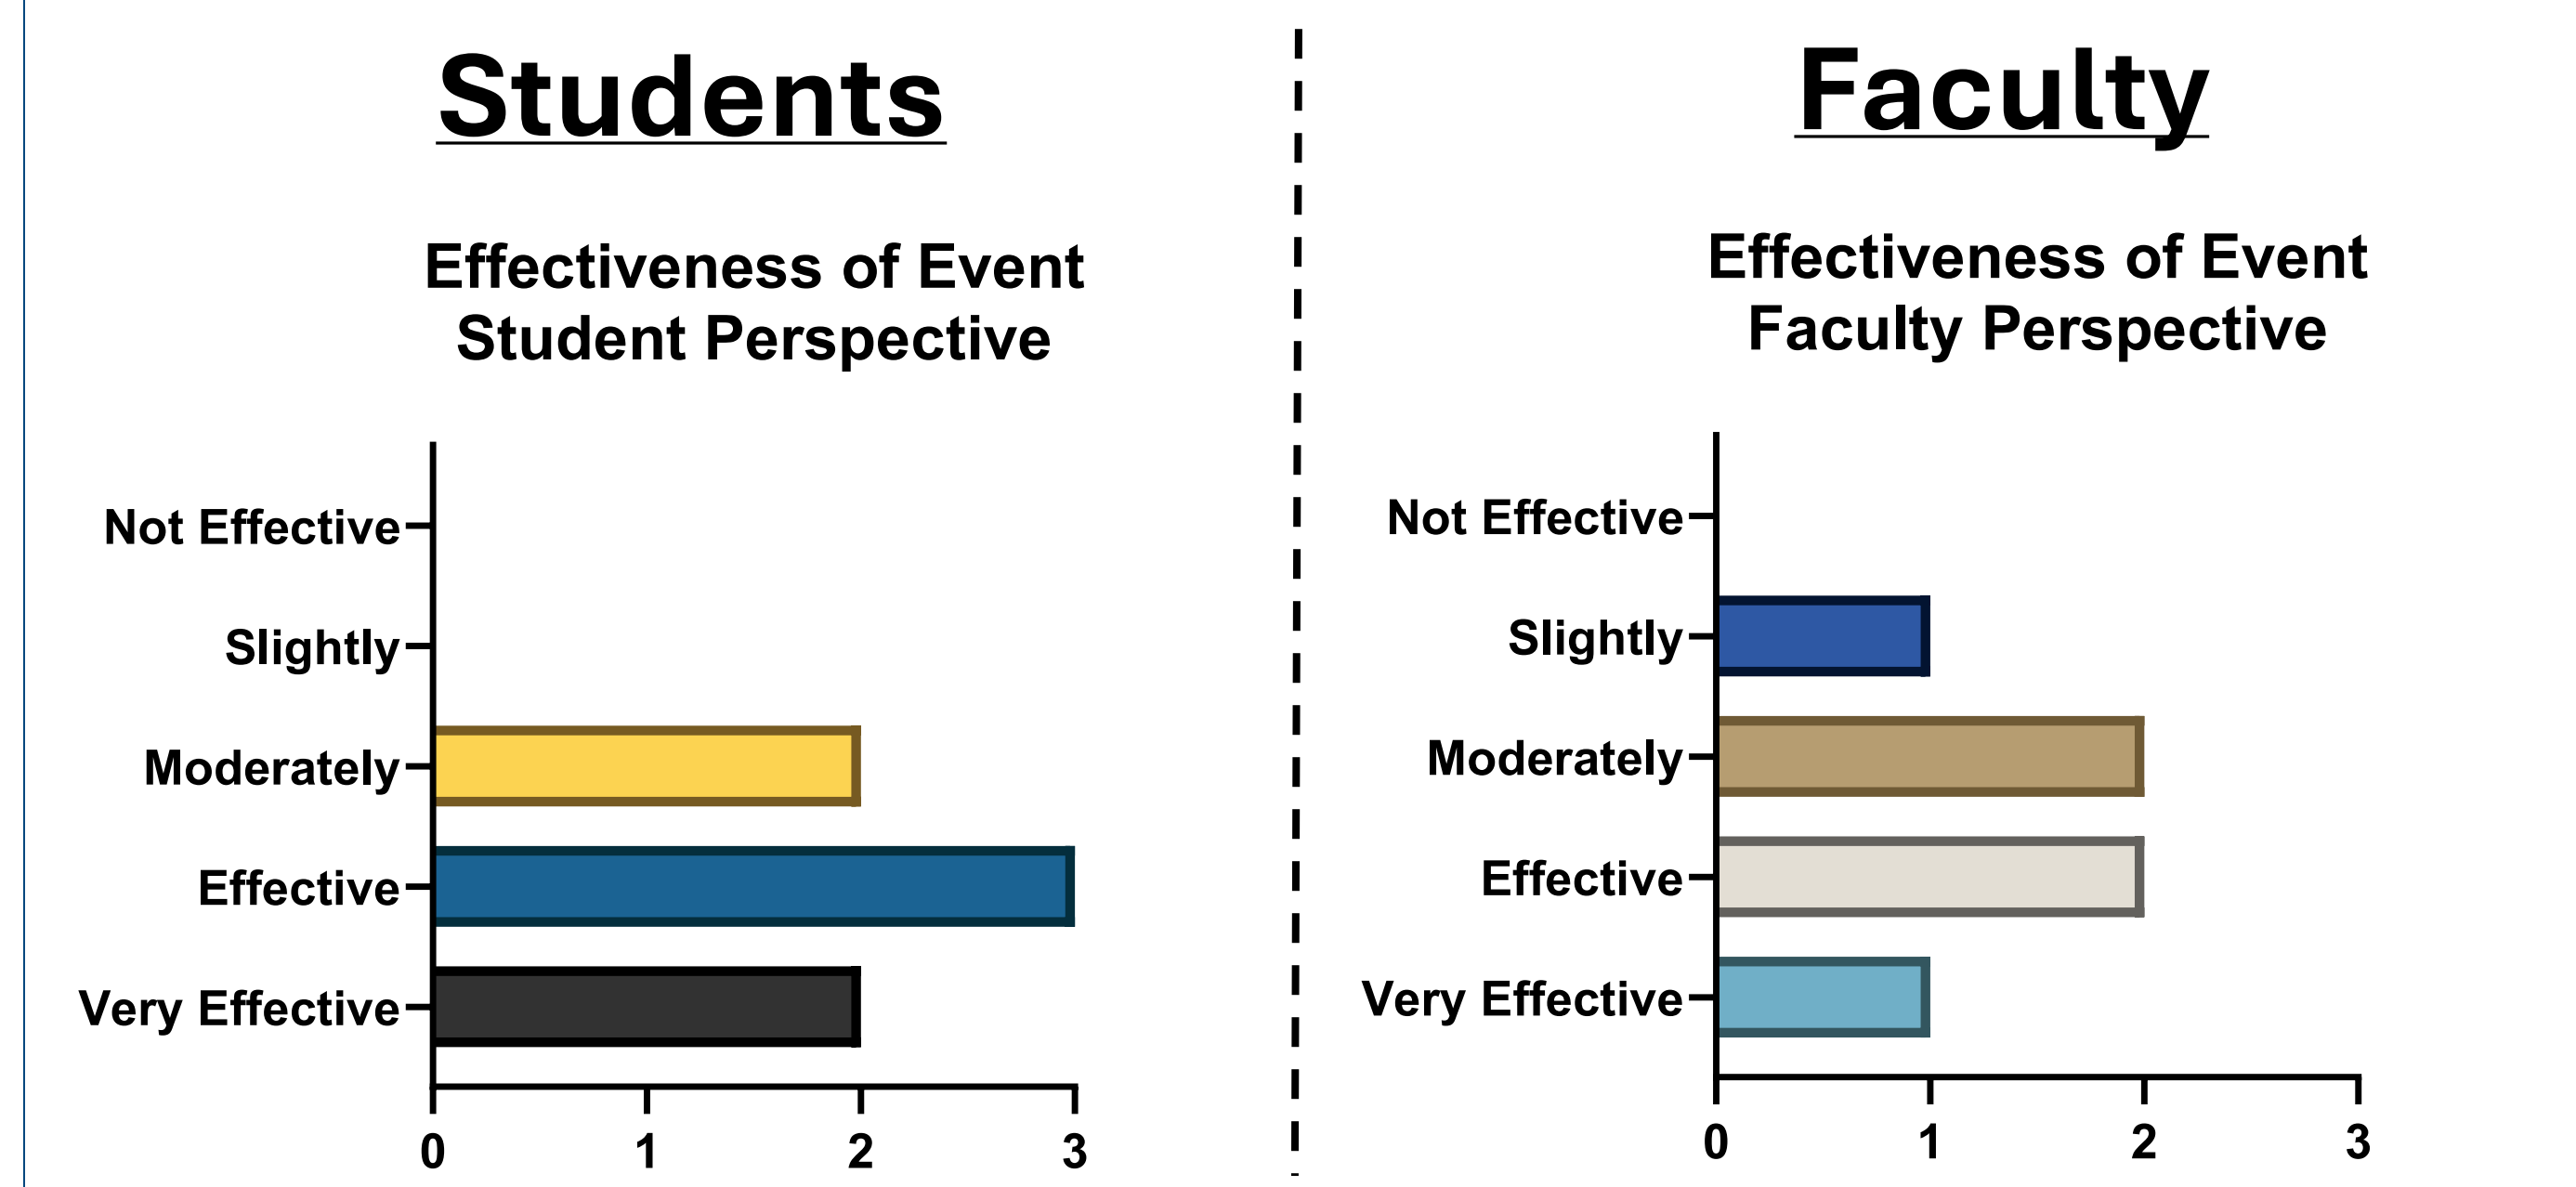 Students
Effectiveness of Event
Student Perspective
Not Effective
Slightly
Moderately
Effective
Very Effective
0 1 2 3
Faculty
Effectiveness of Event
Faculty Perspective
Not Effective
Slightly
Moderately
Effective
Very Effective
0 1 2 3